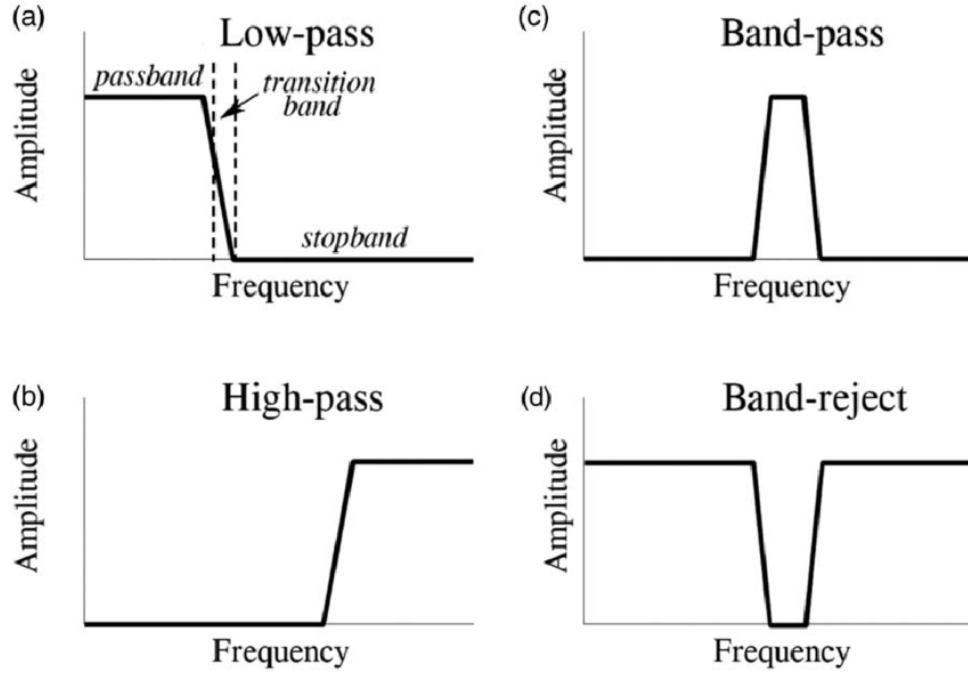 (a)
Low-pass
passband
transition
band
stopband
Amplitude
Frequency
(c)
Band-pass
Amplitude
Frequency
(b)
High-pass
Amplitude
Frequency
(d)
Band-reject
Amplitude
Frequency